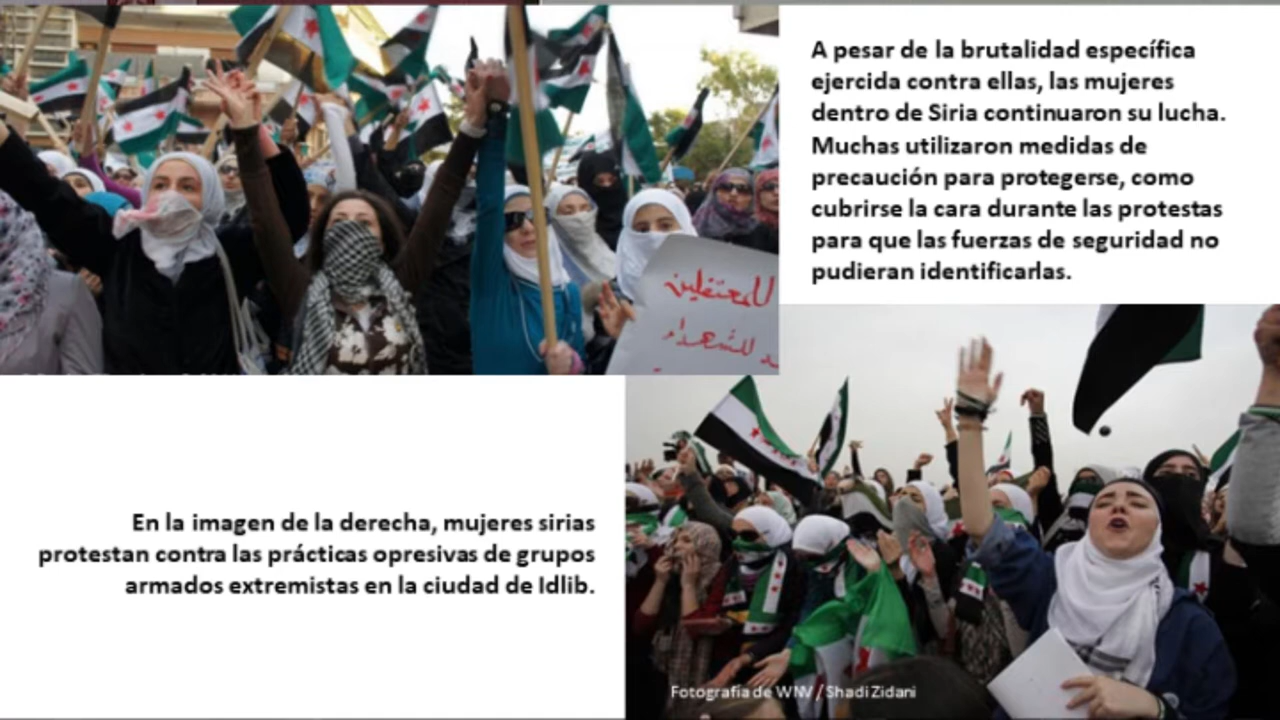 A pesar de la brutalidad específica
ejercida contra ellas, las mujeres
dentro de Siria continuaron su lucha.
Muchas utilizaron medidas de
precaución para protegerse, como
cubrirse la cara durante las protestas
para que las fuerzas de seguridad no
pudieran identificarlas.
للمعتقلين
للشهداء
En la imagen de la derecha, mujeres sirias
protestan contra las prácticas opresivas de grupos
armados extremistas en la ciudad de Idlib.
Fotografía de WNV / Shadi Zidani